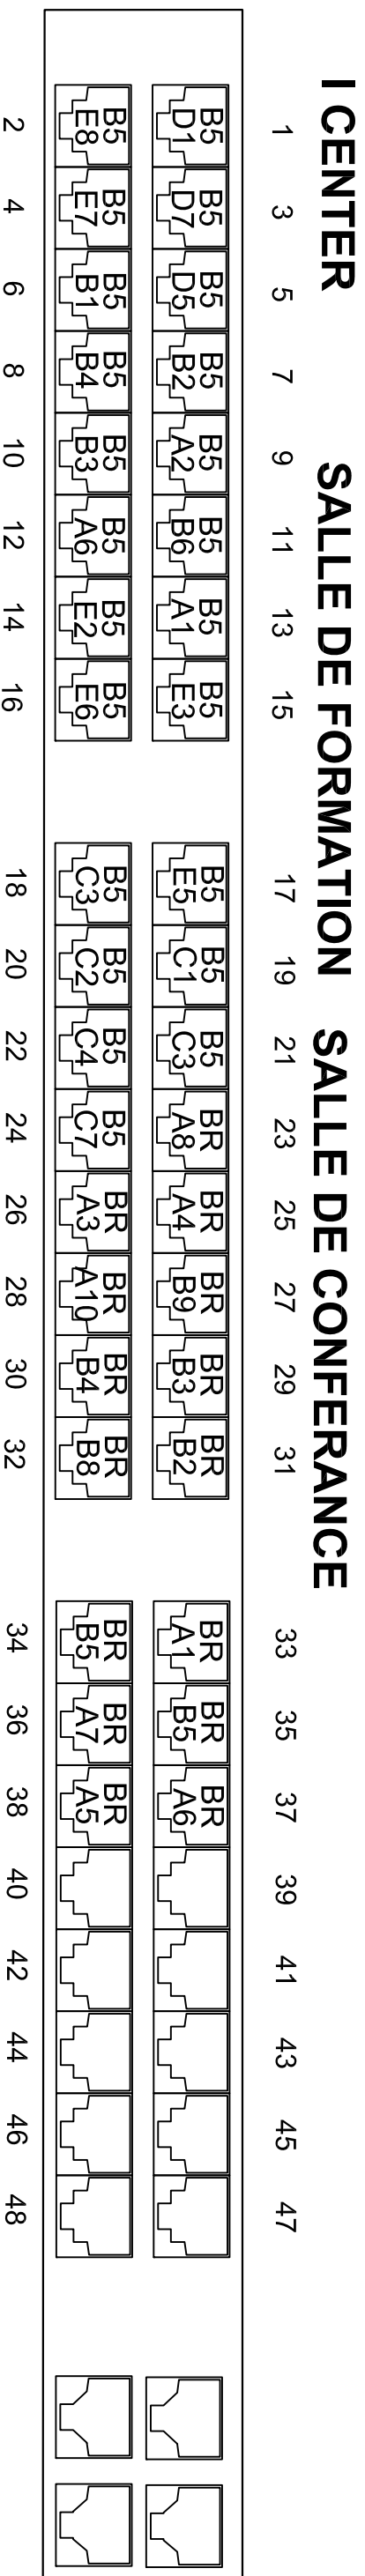 I CENTER SALLE DE FORMATION SALLE DE CONFERANCE
1 3 5 7 9 11 13 15 17 19 21 23 25 27 29 31 33 35 37 39 41 43 45 47
B5 B5 B5 B5 B5 B5 B5 B5 B5 B5 B5 BR BR BR BR BR BR BR BR
D1 D7 D5 B2 A2 B6 A1 E3 E5 C1 C3 A8 A4 B9 B3 B2 A1 B5 A6
B5 B5 B5 B5 B5 B5 B5 B5 B5 B5 B5 B5 BR BR BR BR BR BR BR
E8 E7 B1 B4 B3 A6 E2 E6 C3 C2 C4 C7 A3 A10 B4 B8 B5 A7 A5
2 4 6 8 10 12 14 16 18 20 22 24 26 28 30 32 34 36 38 40 42 44 46 48